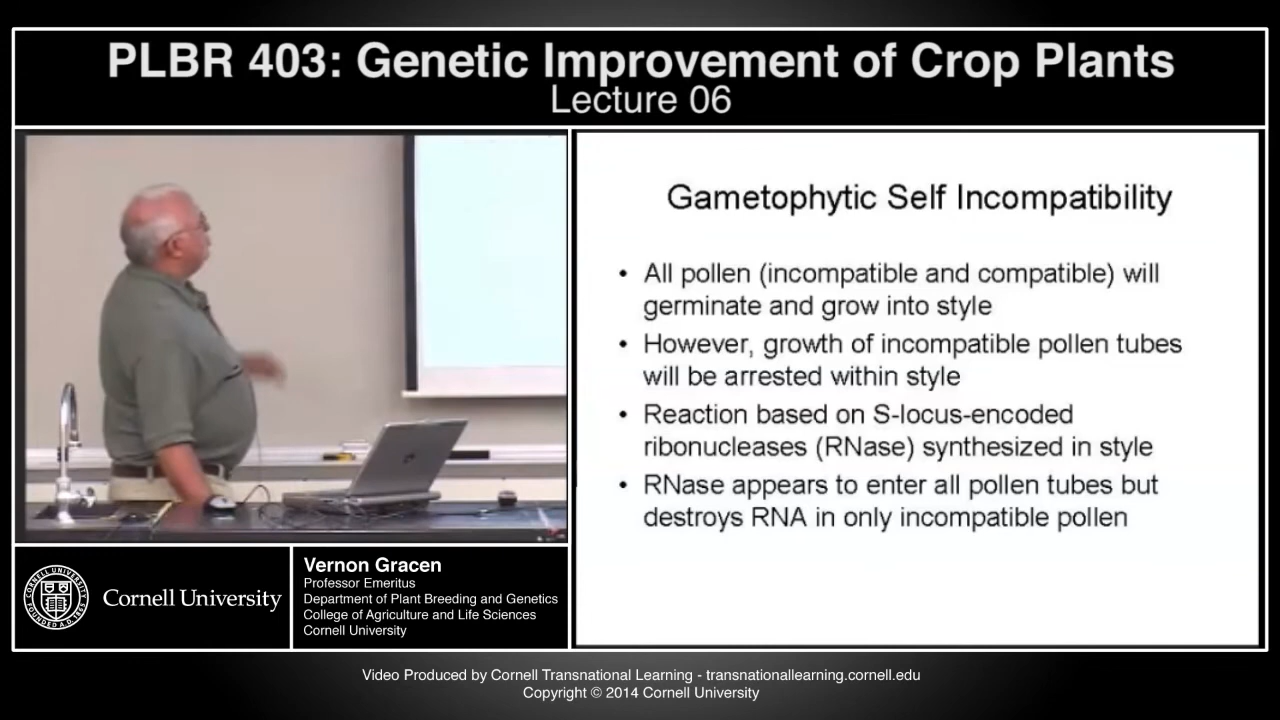 PLBR 403: Genetic Improvement of Crop Plants
Lecture 06
Gametophytic Self Incompatibility
• All pollen (incompatible and compatible) will
germinate and grow into style
• However, growth of incompatible pollen tubes
will be arrested within style
• Reaction based on S-locus-encoded
ribonucleases (RNase) synthesized in style
• RNase appears to enter all pollen tubes but
destroys RNA in only incompatible pollen
Cornell University
Vernon Gracen
Professor Emeritus
Department of Plant Breeding and Genetics
College of Agriculture and Life Sciences
Cornell University
Video Produced by Cornell Transnational Learning - transnationallearning.cornell.edu
Copyright © 2014 Cornell University